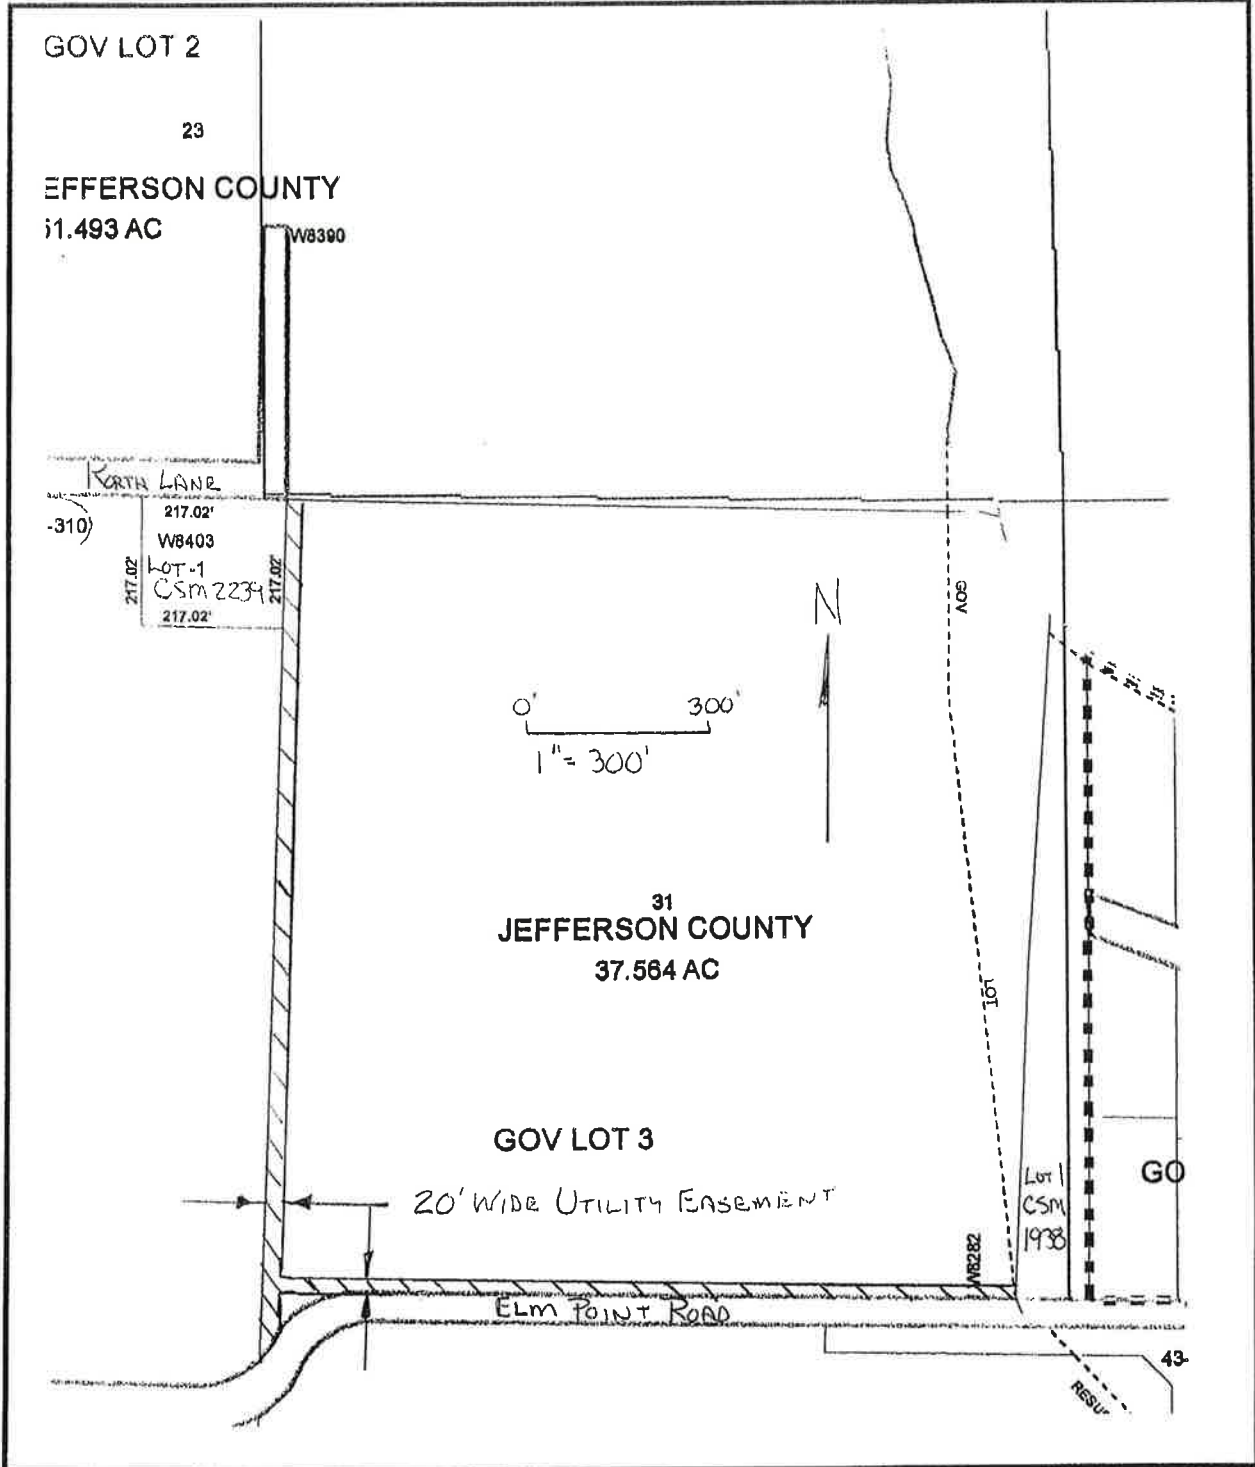 GOV LOT 2
23
EFFERSON COUNTY
51.493 AC
W8390
KORTH LANE
217.02'
-310)
W8403
217.02'
LOT-1
CSM 2239
217.02'
217.02'
GOV
N
0' 300'
1" = 300'
31
JEFFERSON COUNTY
37.564 AC
LOT
GOV LOT 3
20' WIDE UTILITY EASEMENT
LOT 1
CSM
1938
GO
W8282
ELM POINT ROAD
43-
RESU